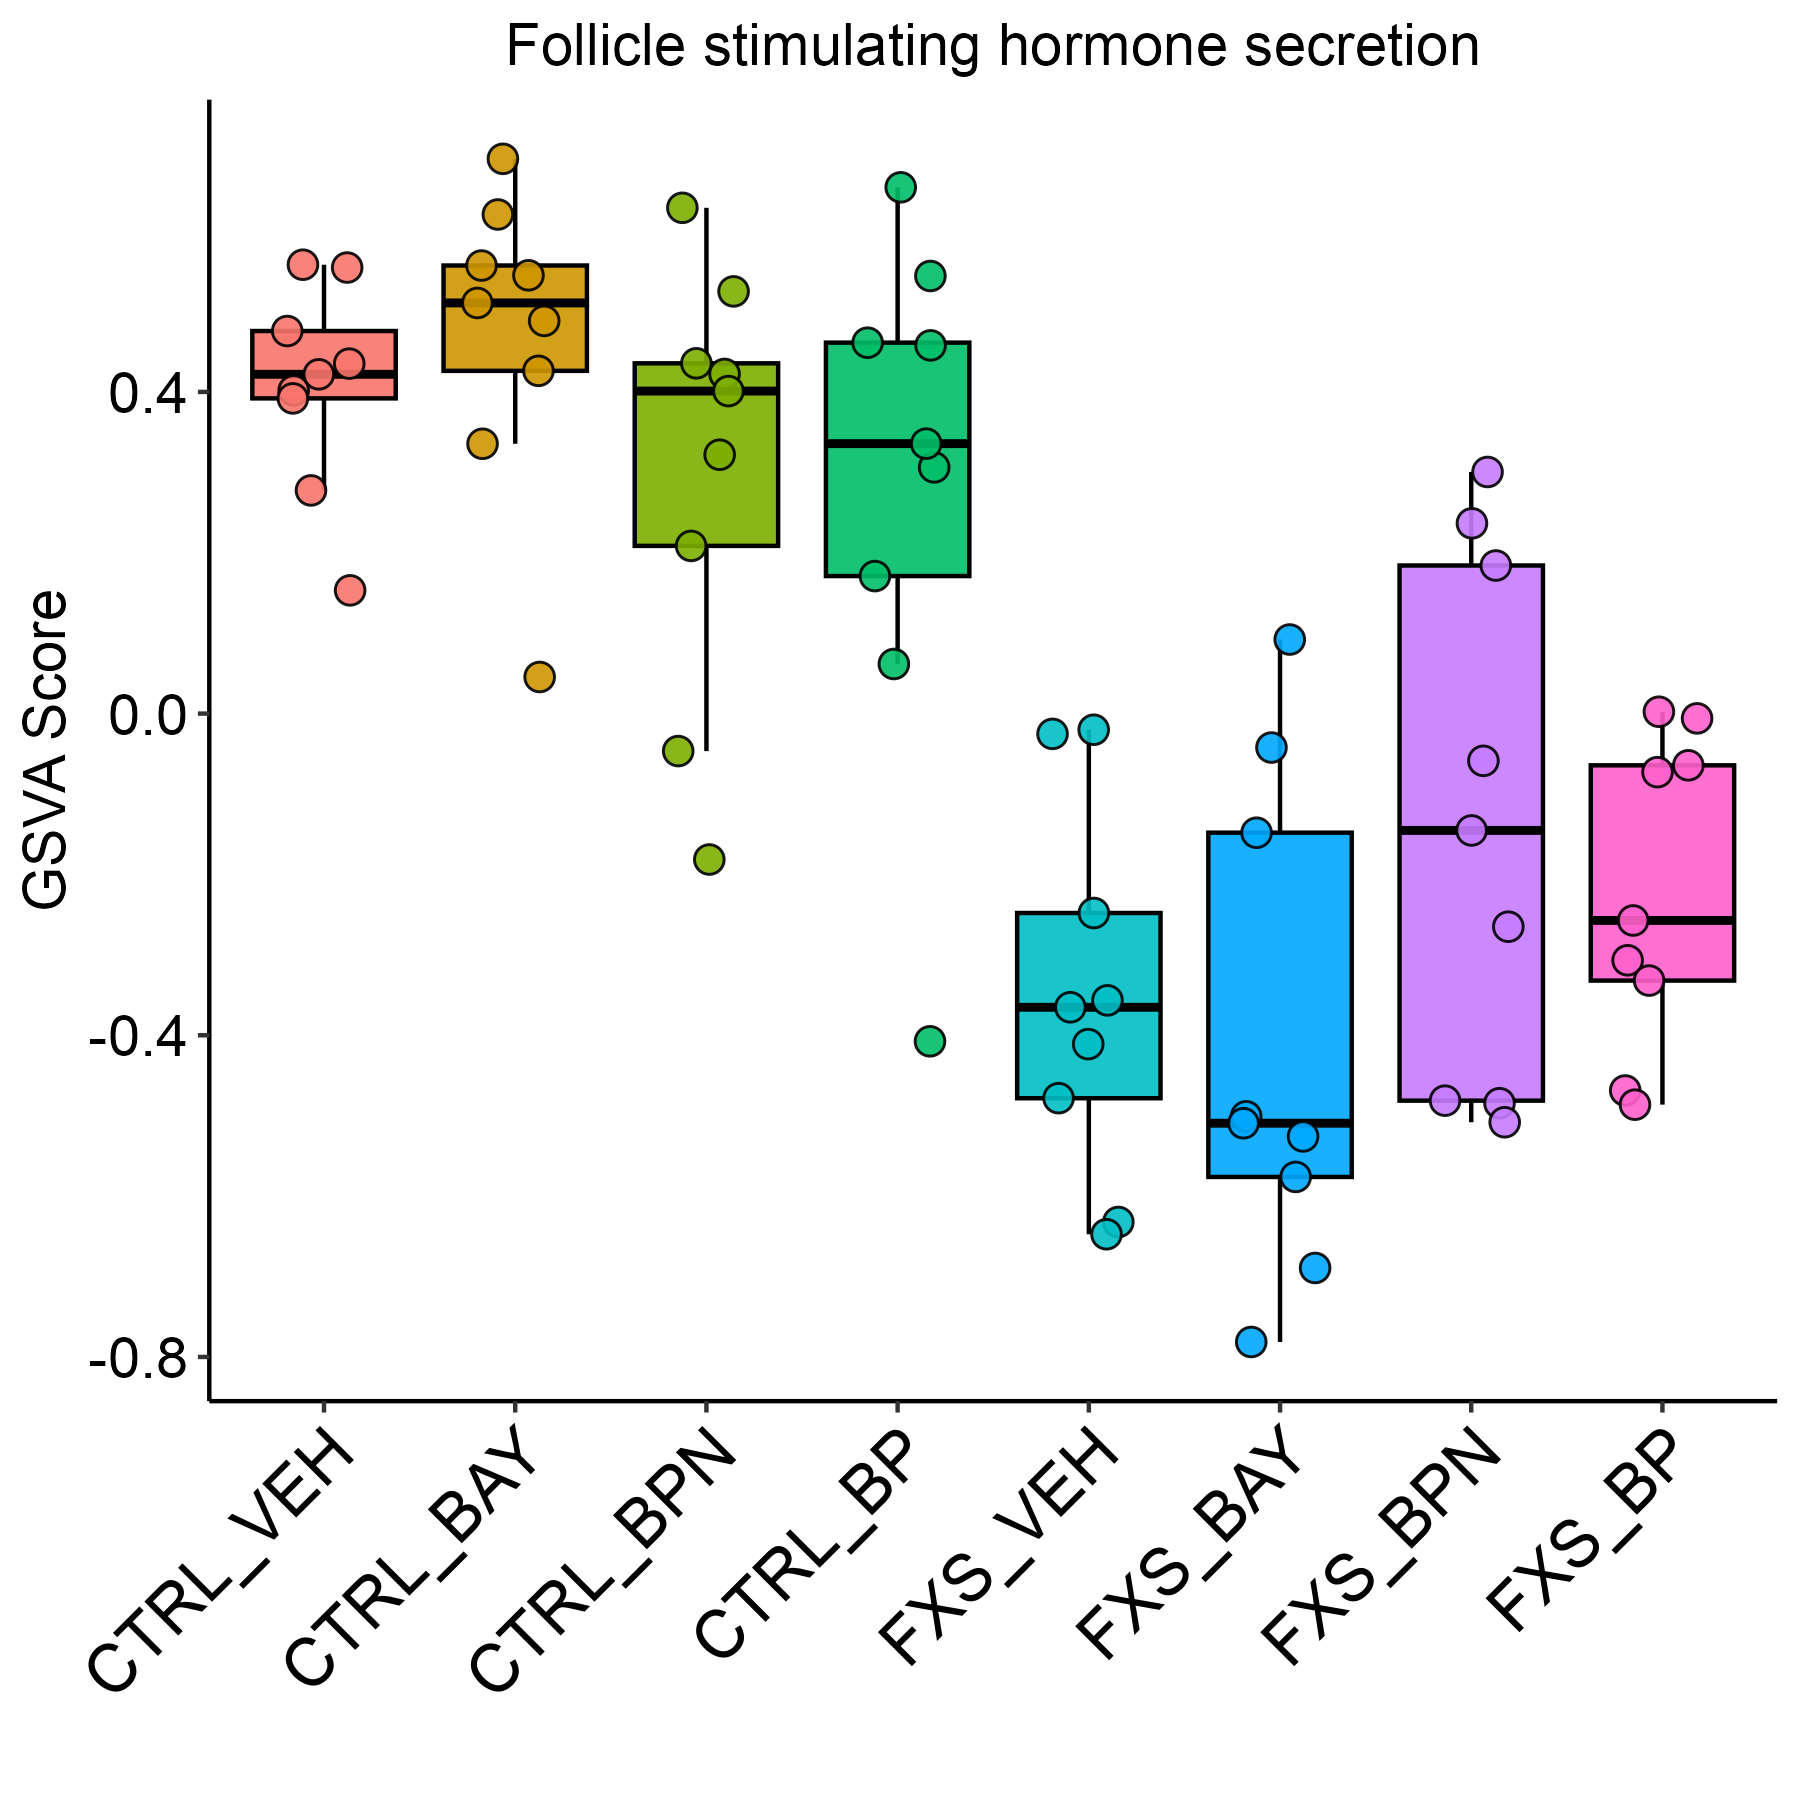 Follicle stimulating hormone secretion
GSVA Score
0.4
0.0
-0.4
-0.8
CTRL_VEH
CTRL_BAY
CTRL_BPN
CTRL_BP
FXS_VEH
FXS_BAY
FXS_BPN
FXS_BP